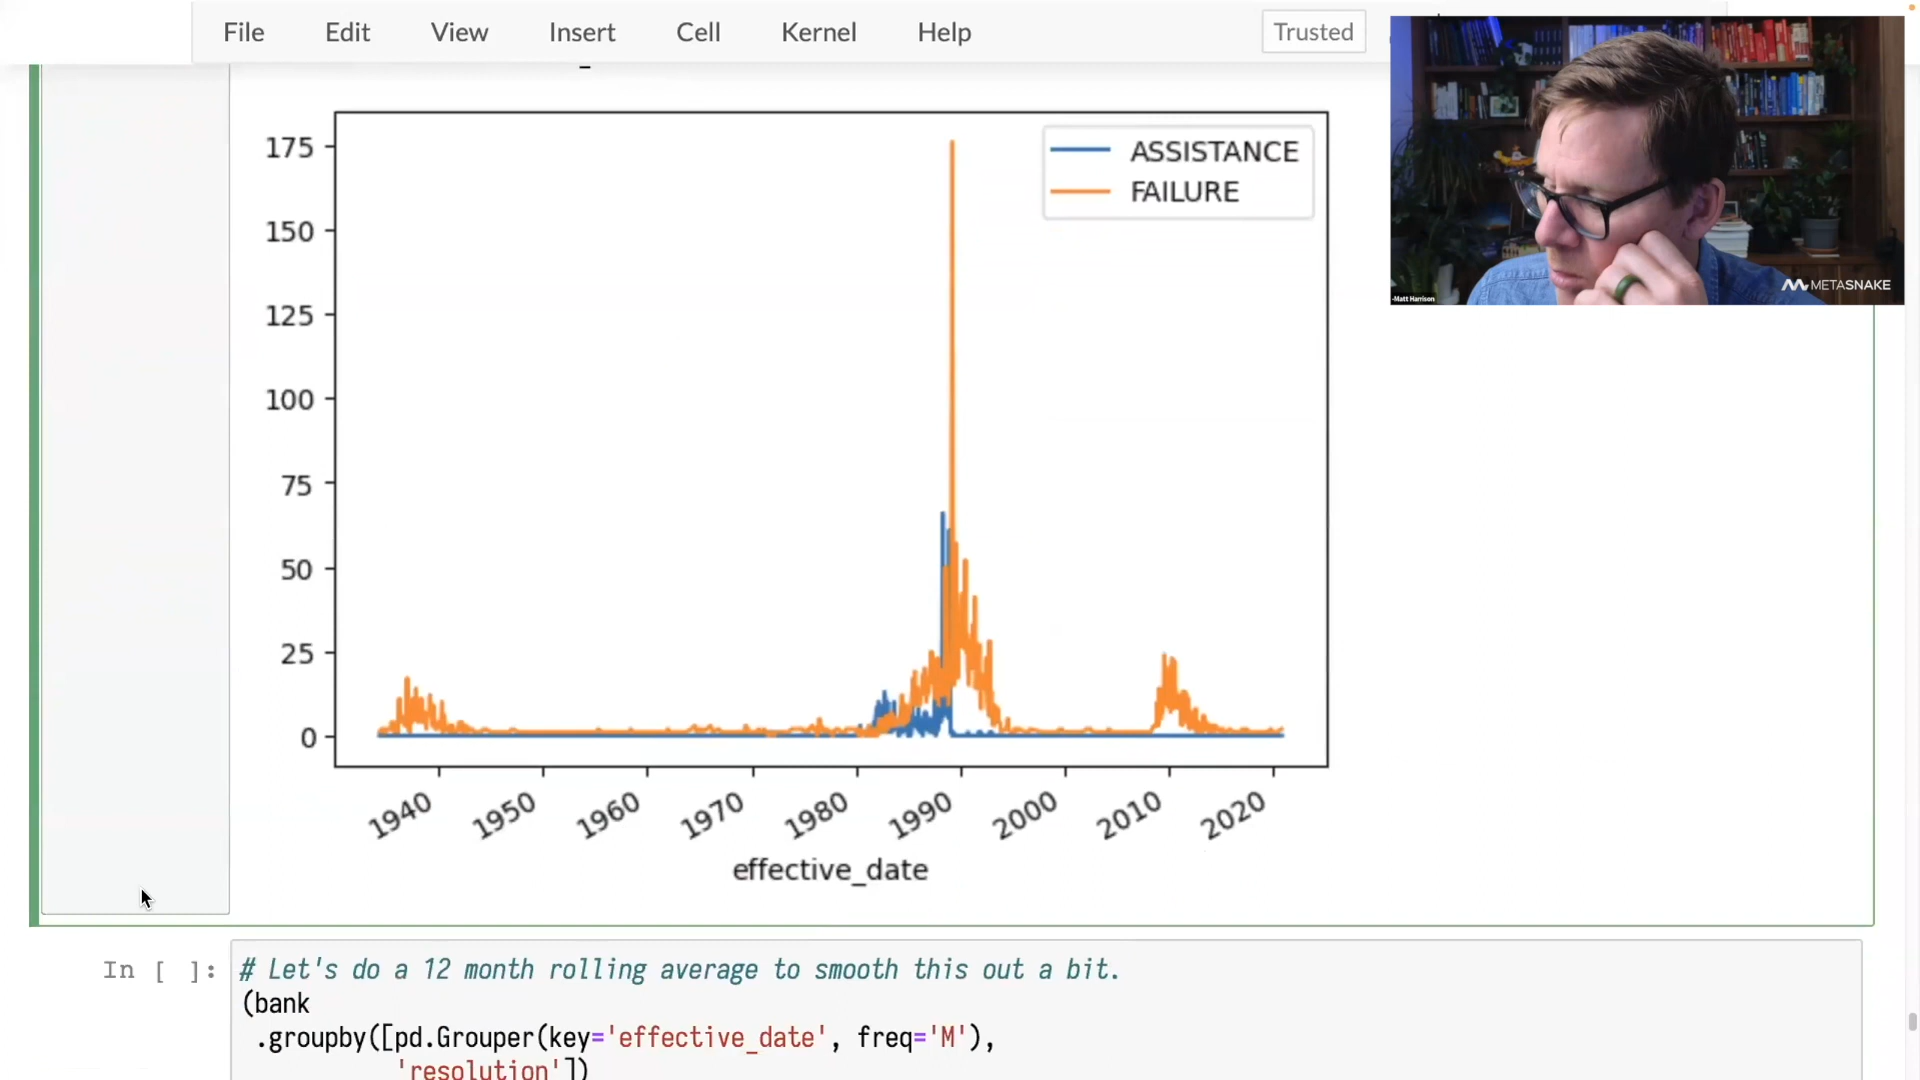 File Edit View Insert Cell Kernel Help Trusted
175
150
125
100
75
50
25
0
ASSISTANCE
FAILURE
1940 1950 1960 1970 1980 1990 2000 2010 2020
effective_date
-Matt Harrison
METASNAKE
In [ ]:
# Let's do a 12 month rolling average to smooth this out a bit.
(bank
.groupby([pd.Grouper(key='effective_date', freq='M'),
'resolution'])